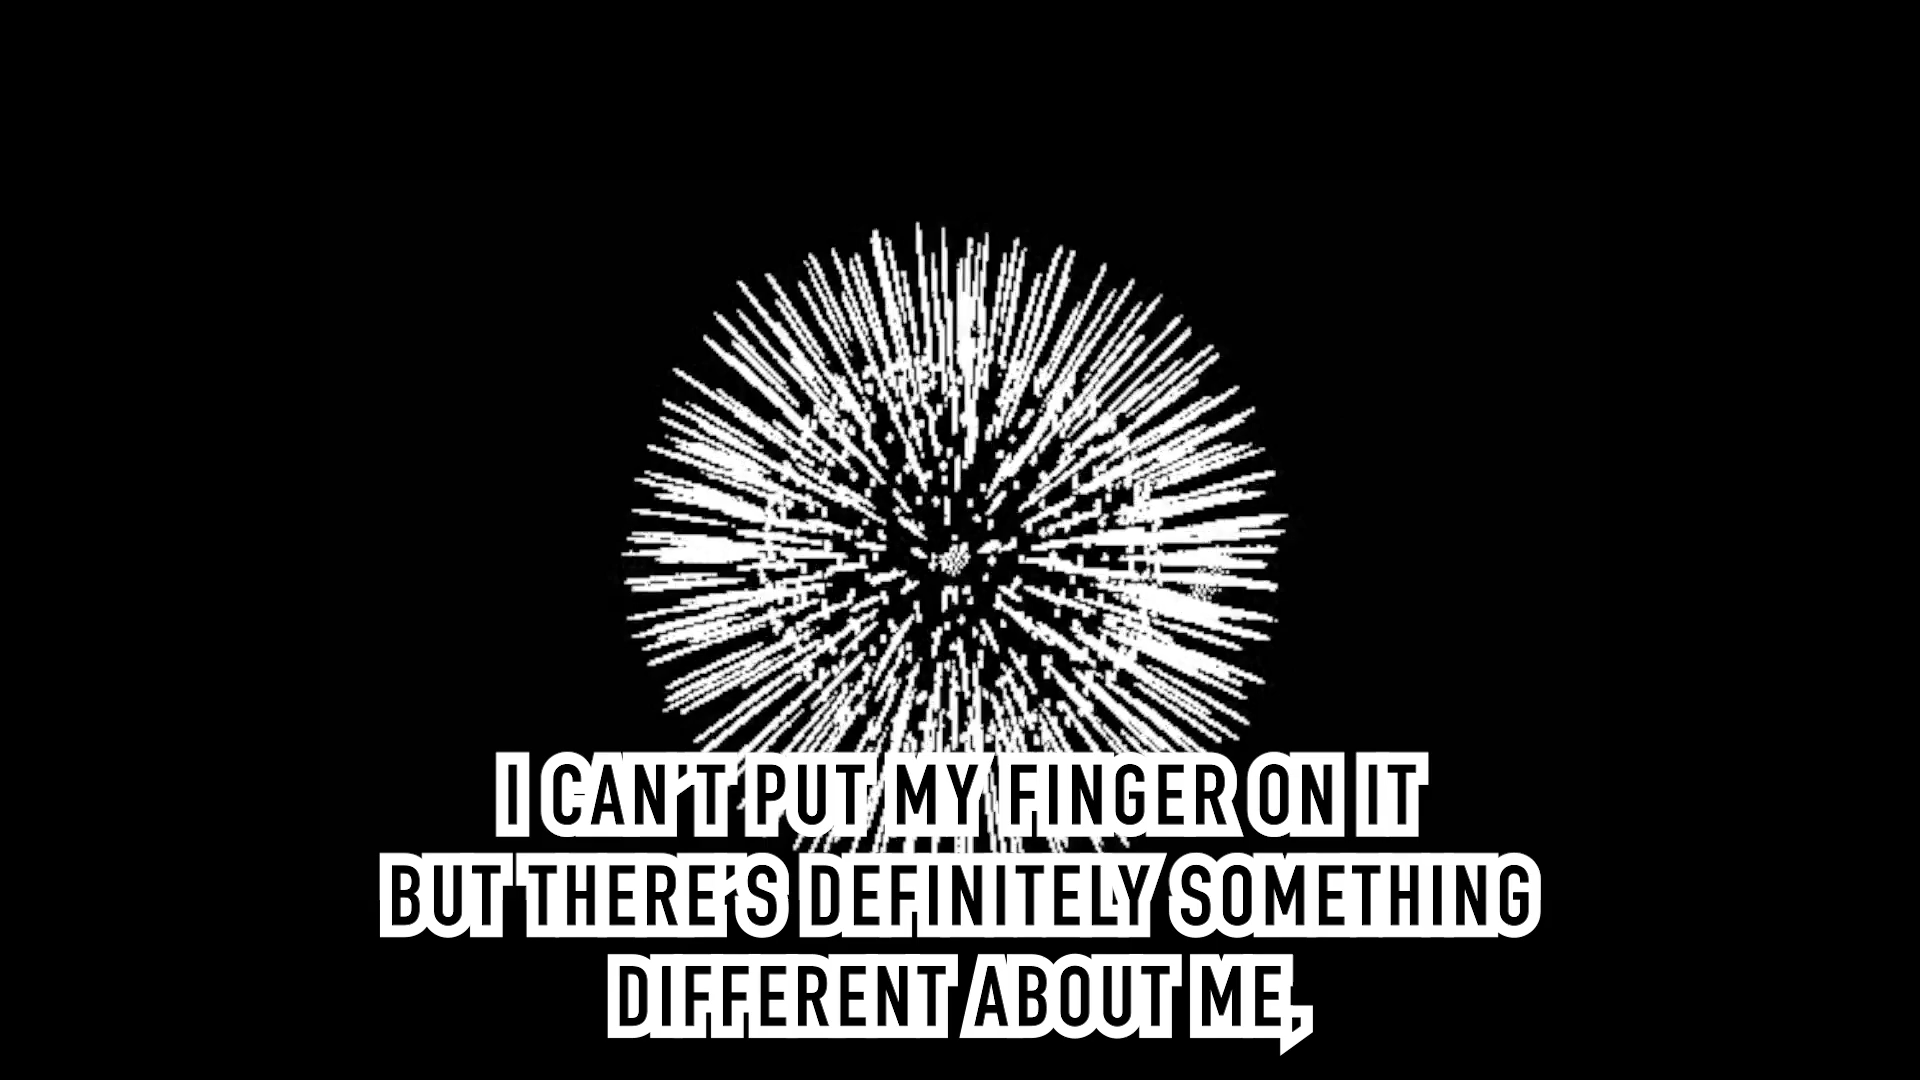 I CAN'T PUT MY FINGER ON IT
BUT THERE'S DEFINITELY SOMETHING
DIFFERENT ABOUT ME,